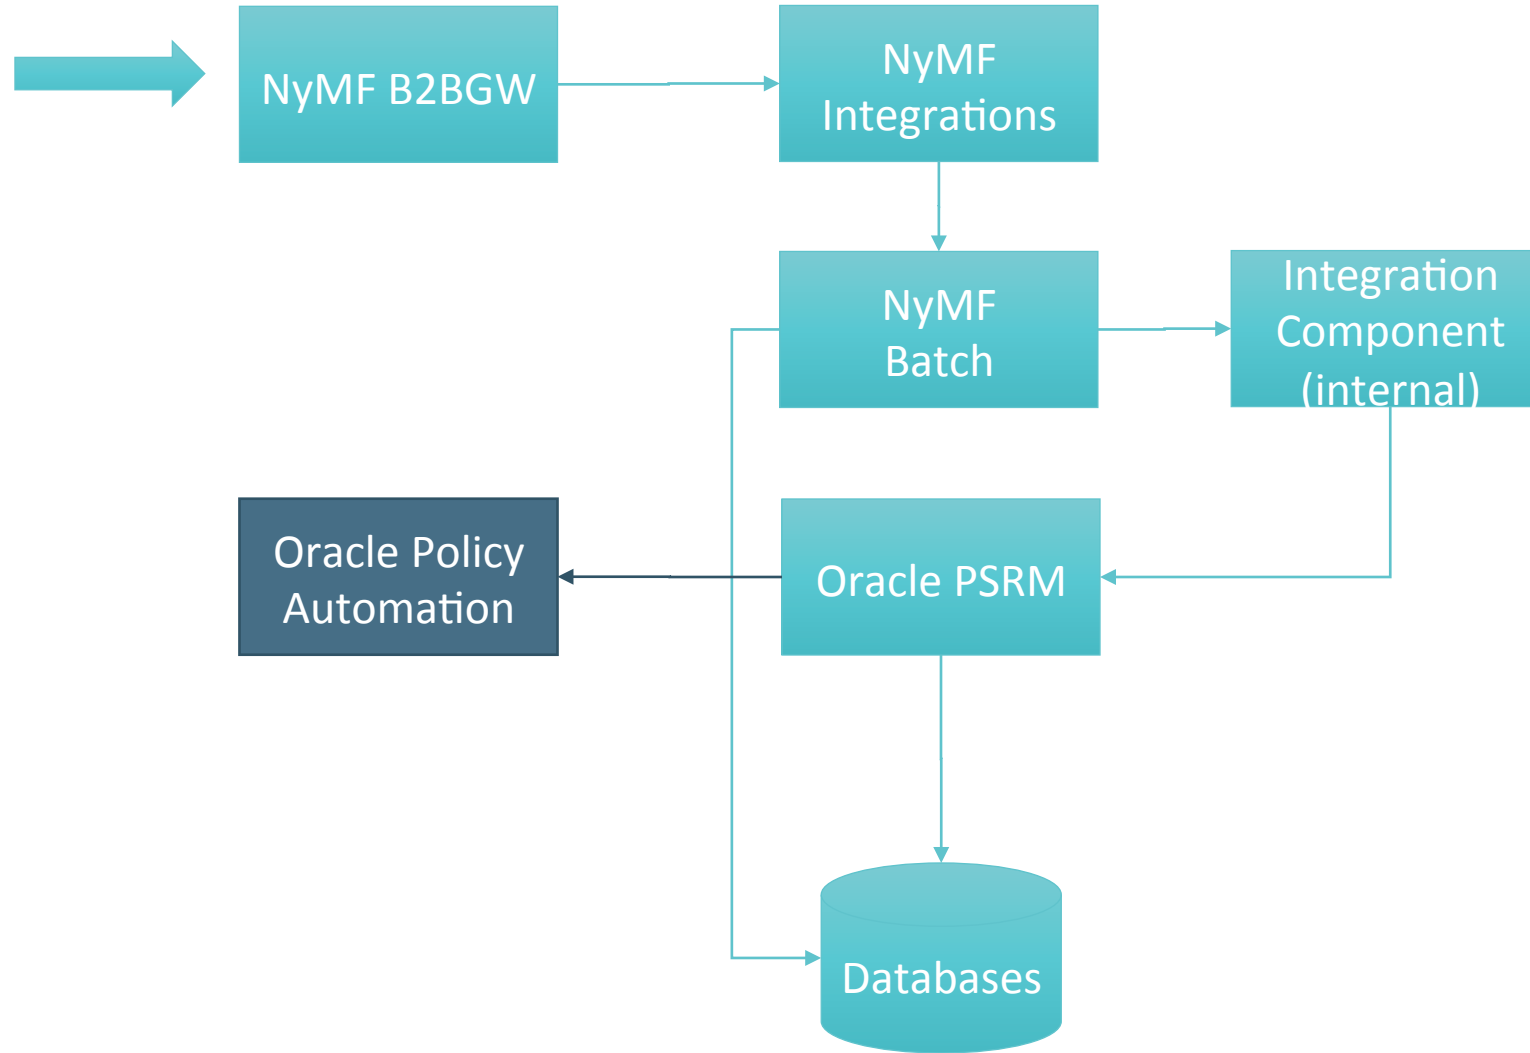 NyMF B2BGW
NyMF
Integrations
NyMF
Batch
Integration
Component
(internal)
Oracle Policy
Automation
Oracle PSRM
Databases